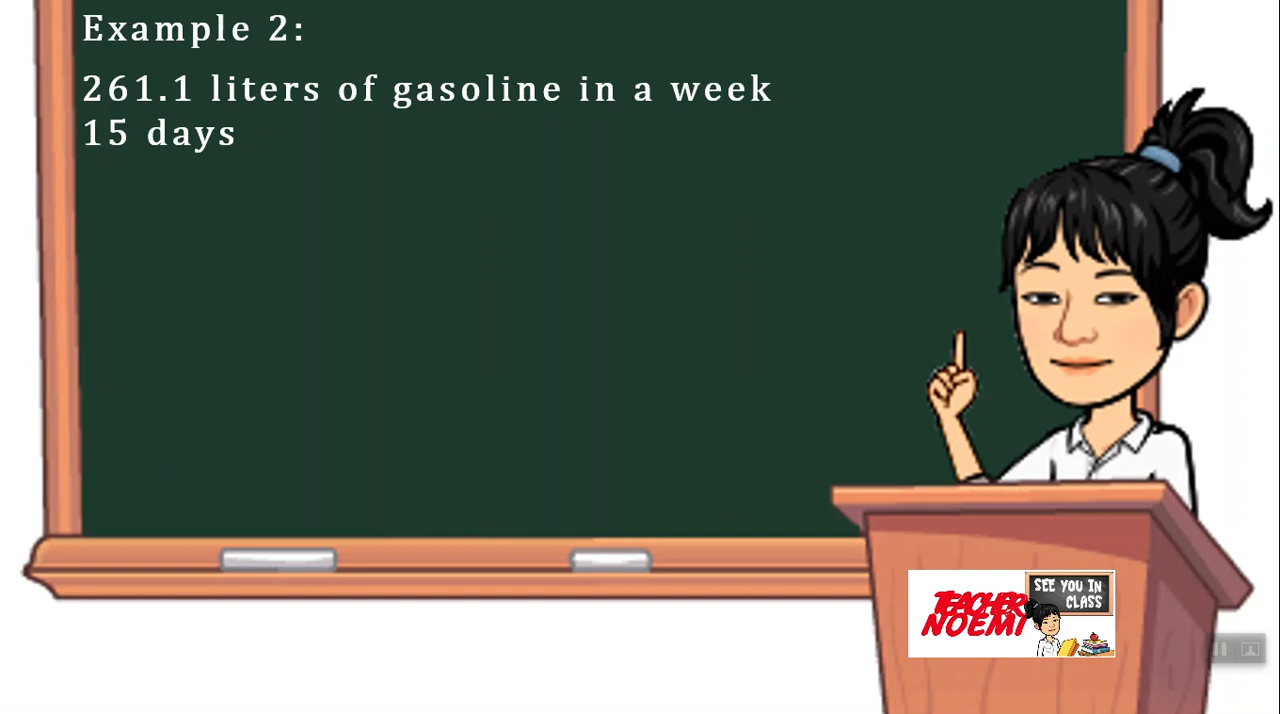 Example 2:
261.1 liters of gasoline in a week
15 days
TEACHER
NOEMI
SEE YOU IN
CLASS